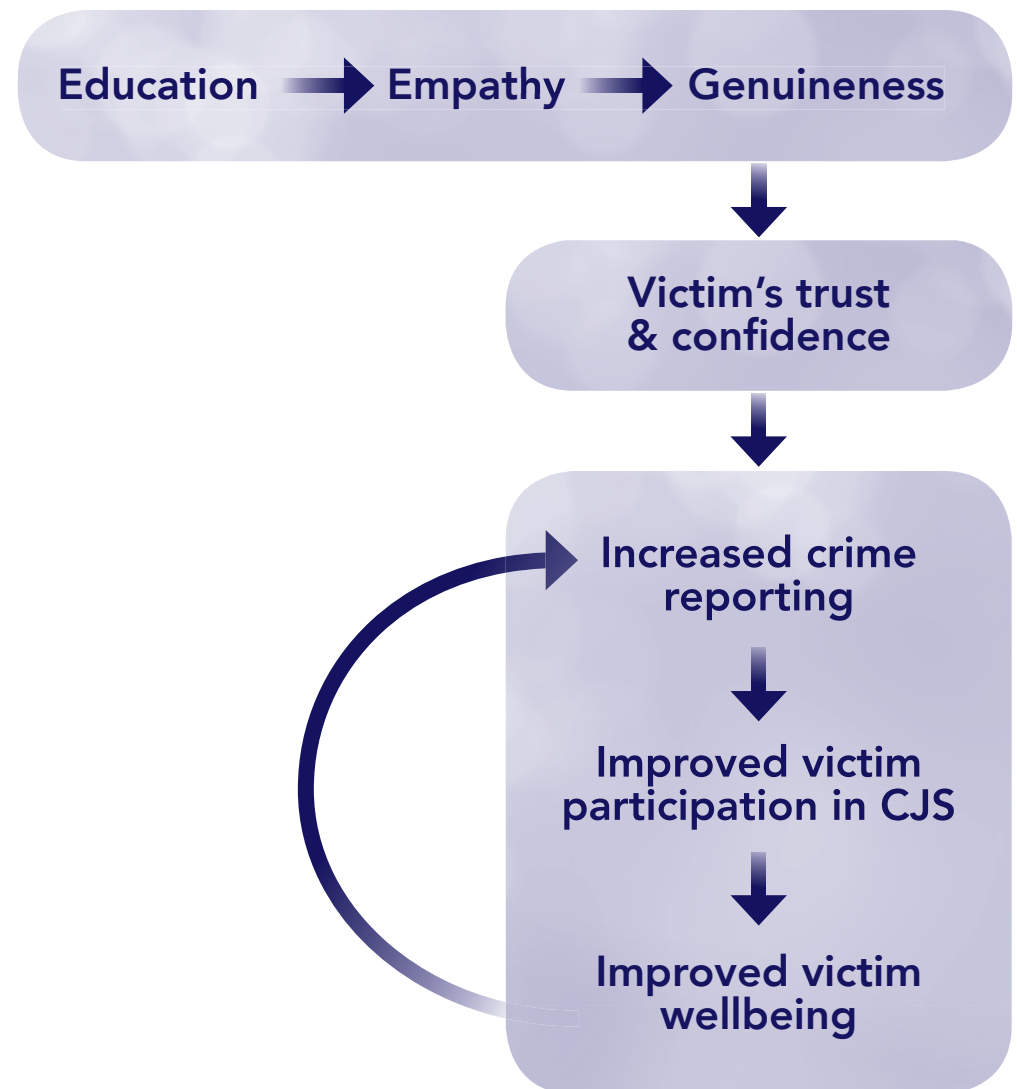 Education Empathy Genuineness
Victim’s trust
& confidence
Increased crime
reporting
Improved victim
participation in CJS
Improved victim
wellbeing